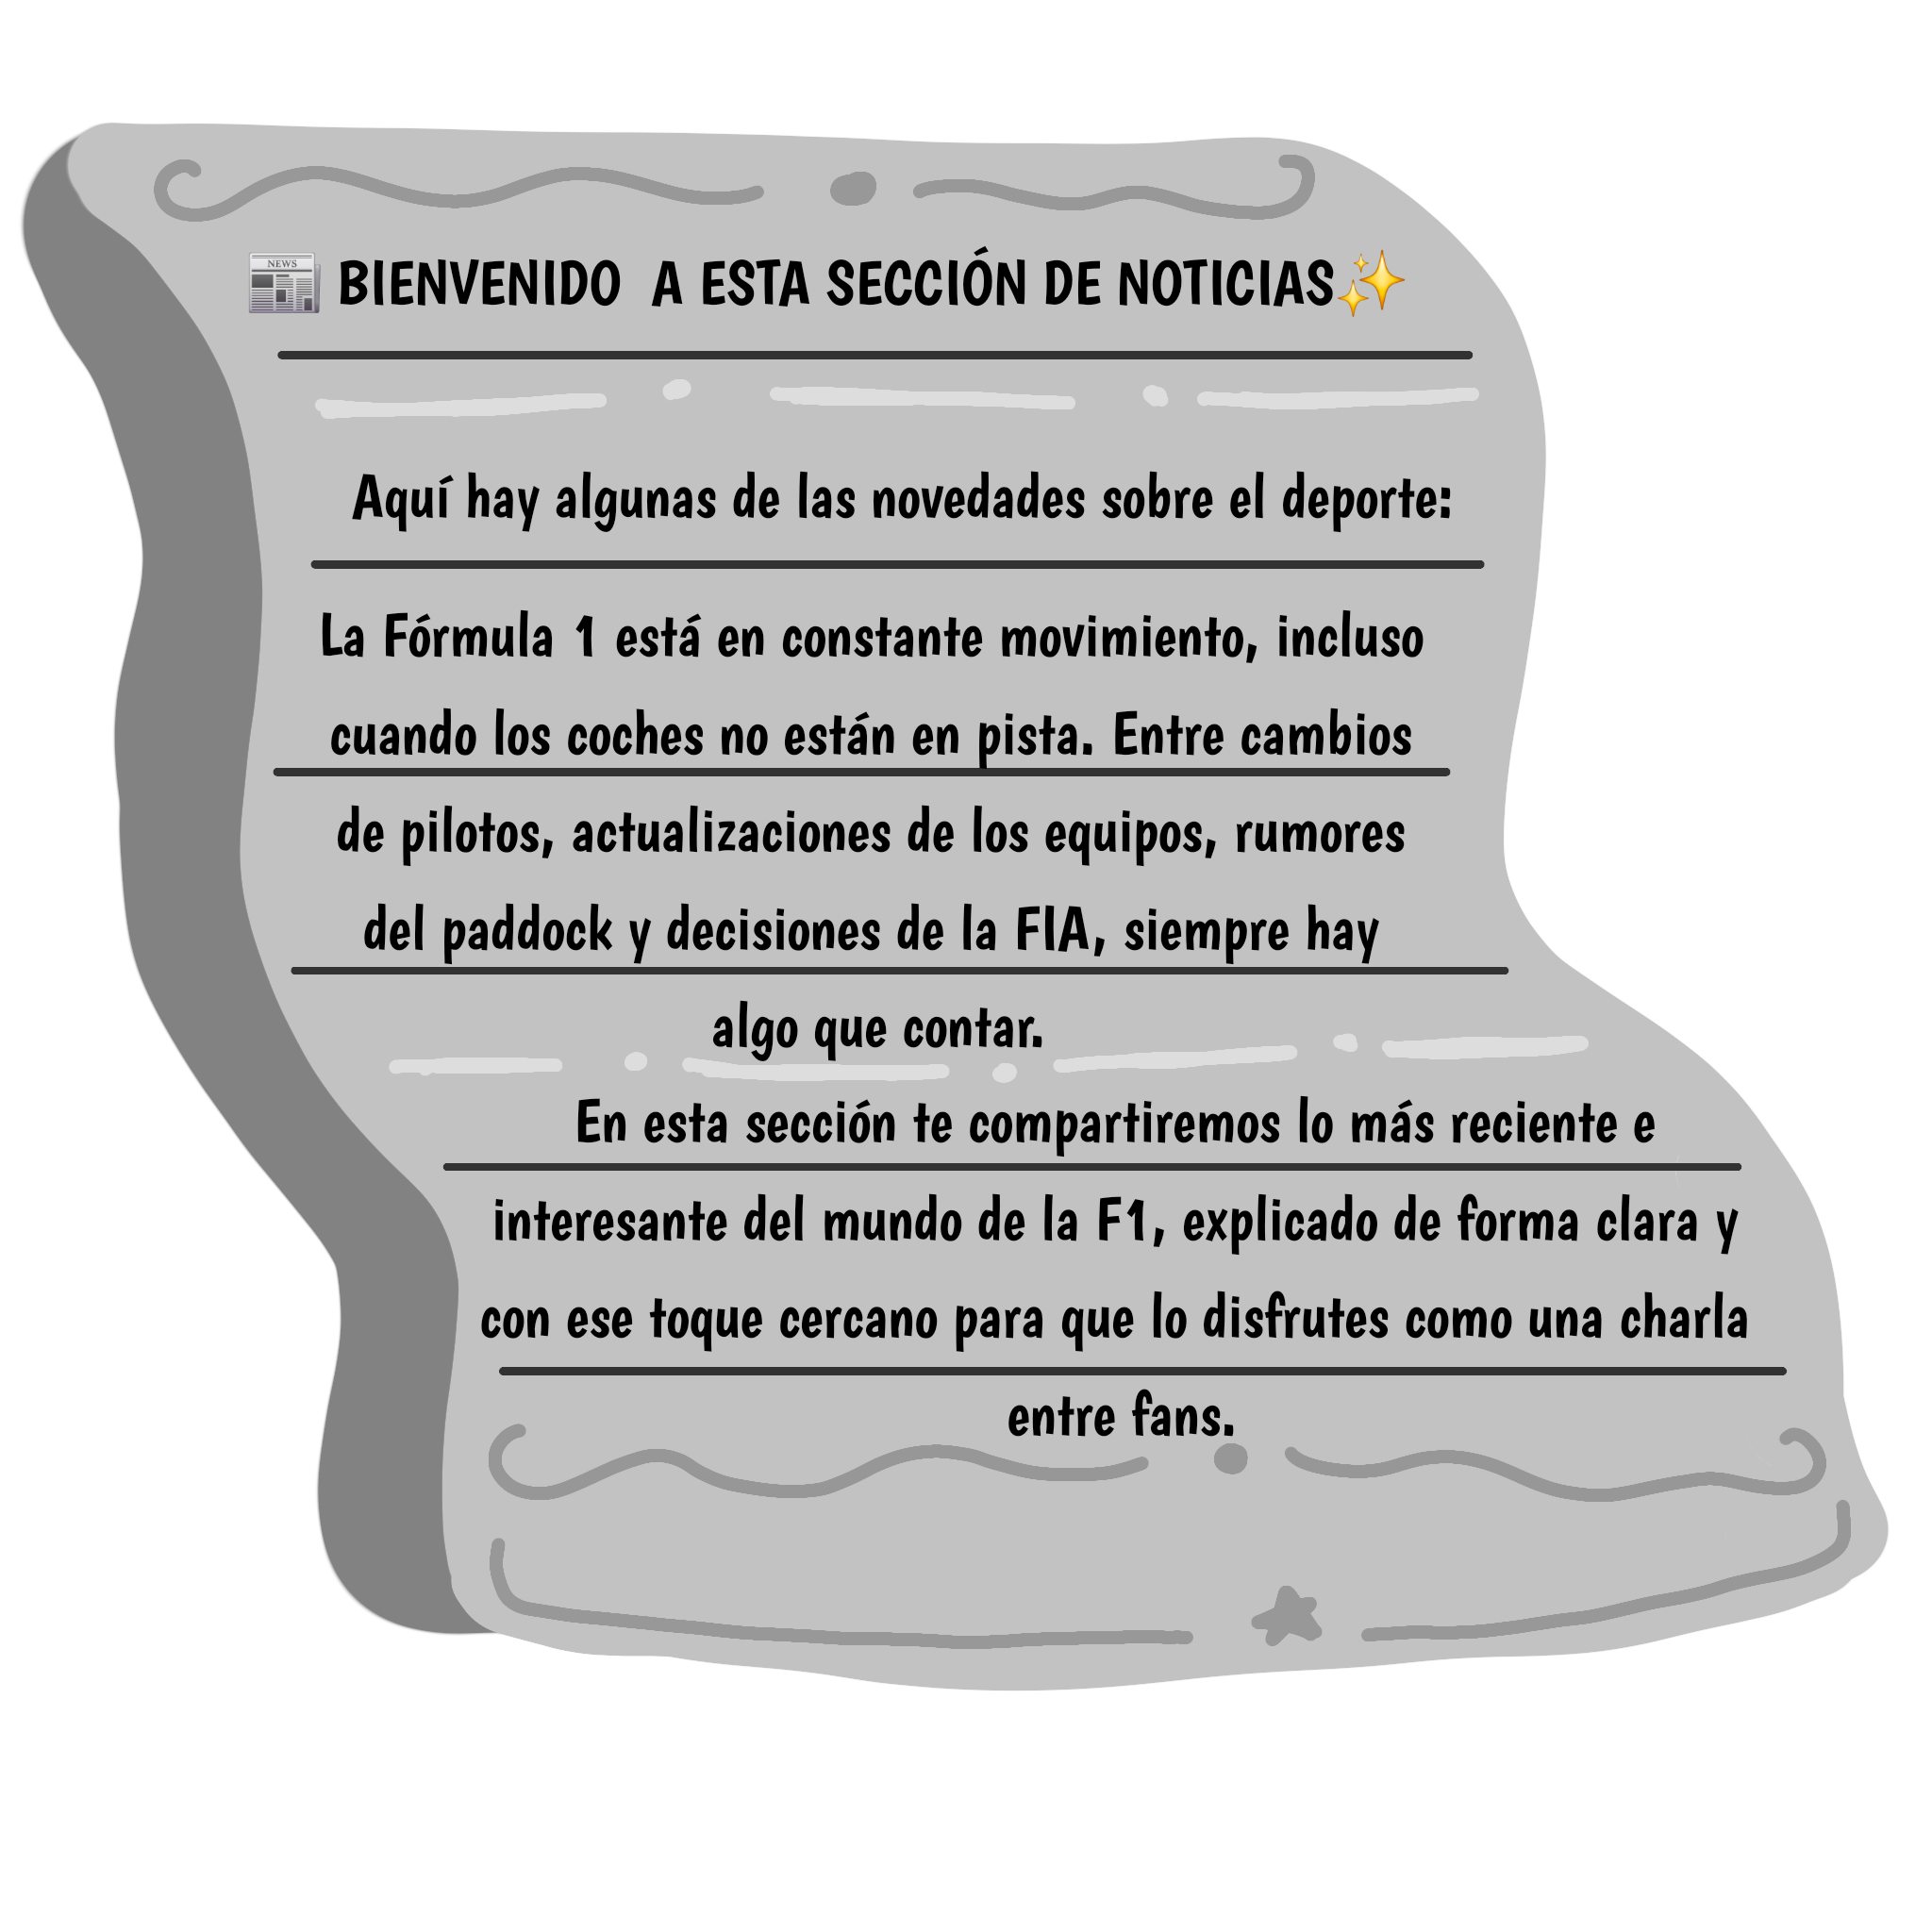 NEWS
📰 BIENVENIDO A ESTA SECCIÓN DE NOTICIAS✨
Aquí hay algunas de las novedades sobre el deporte:
La Fórmula 1 está en constante movimiento, incluso
cuando los coches no están en pista. Entre cambios
de pilotos, actualizaciones de los equipos, rumores
del paddock y decisiones de la FIA, siempre hay
algo que contar.
En esta sección te compartiremos lo más reciente e
interesante del mundo de la F1, explicado de forma clara y
con ese toque cercano para que lo disfrutes como una charla
entre fans.